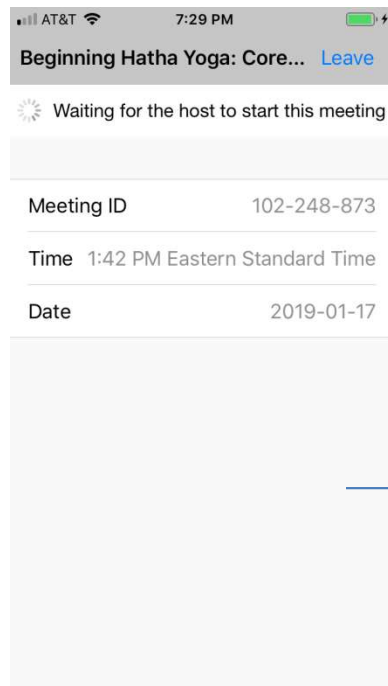 AT&T 7:29 PM
Beginning Hatha Yoga: Core... Leave
Waiting for the host to start this meeting
Meeting ID 102-248-873
Time 1:42 PM Eastern Standard Time
Date 2019-01-17